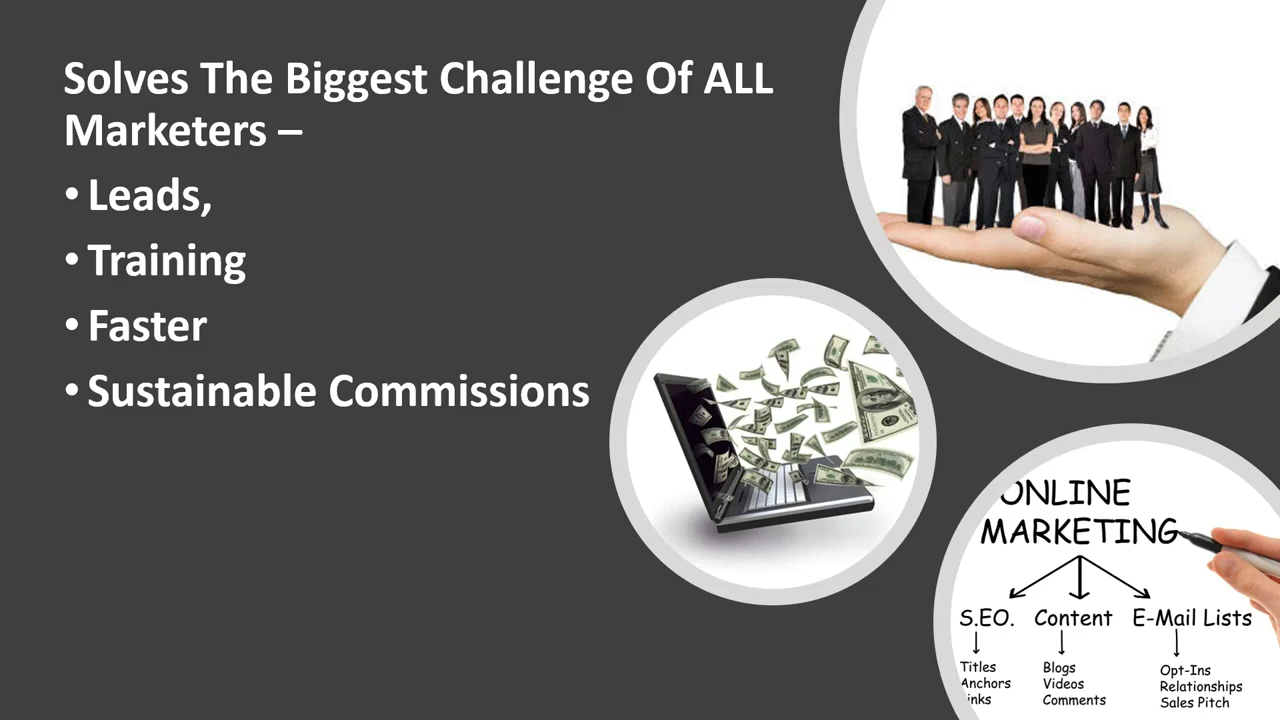 Solves The Biggest Challenge Of ALL
Marketers –
• Leads,
• Training
• Faster
• Sustainable Commissions
ONLINE
MARKETING
S.EO. Content E-Mail Lists
Titles Blogs Opt-Ins
Anchors Videos Relationships
inks Comments Sales Pitch